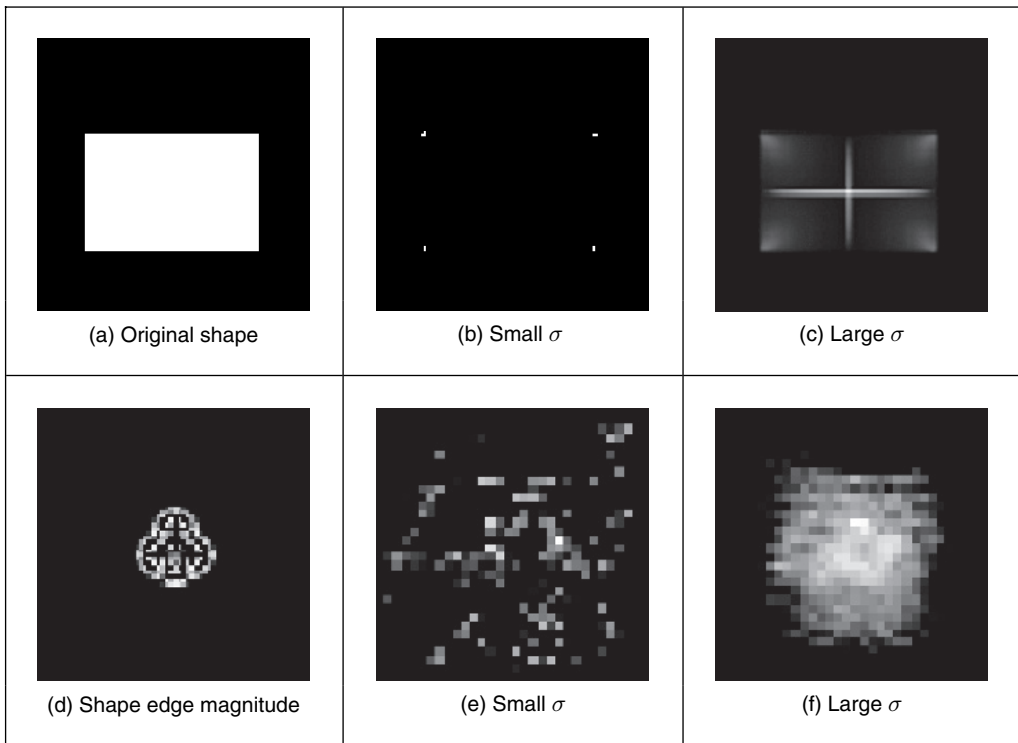 (a) Original shape
(b) Small σ
(c) Large σ
(d) Shape edge magnitude
(e) Small σ
(f) Large σ